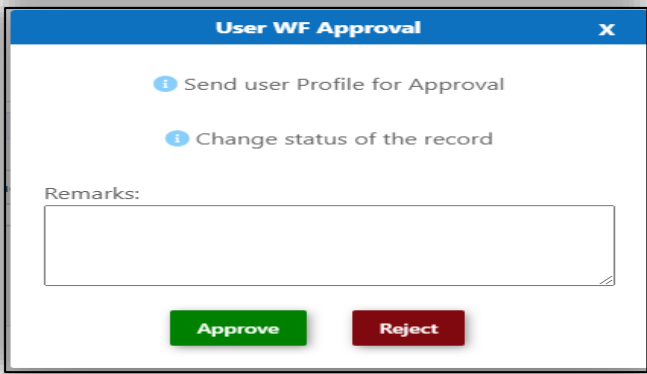 User WF Approval x
Send user Profile for Approval
Change status of the record
Remarks:
Approve Reject